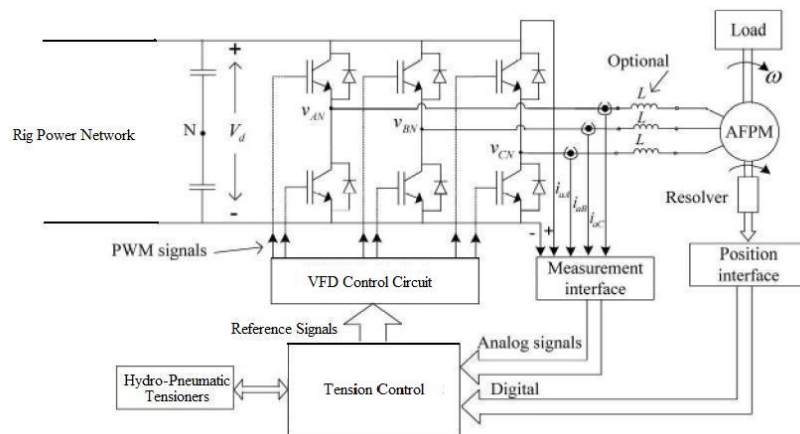 Load
Optional
ω
+
L
v_AN
AFPM
Rig Power Network
N
V_d
v_BN
L
v_CN
L
i_aA
i_aB
i_aC
Resolver
-
- +
PWM signals
VFD Control Circuit
Measurement
interface
Position
interface
Reference Signals
Analog signals
Hydro-Pneumatic
Tensioners
Tension Control
Digital